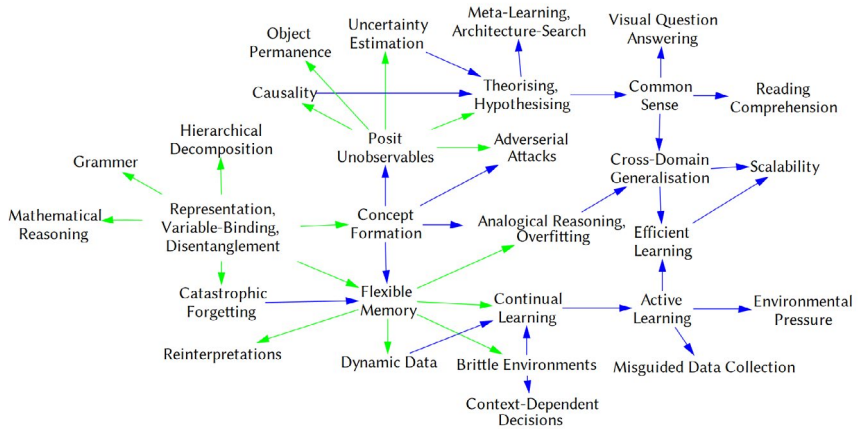 Object
Permanence
Uncertainty
Estimation
Meta-Learning,
Architecture-Search
Visual Question
Answering
Causality
Theorising,
Hypothesising
Common
Sense
Reading
Comprehension
Hierarchical
Decomposition
Posit
Unobservables
Adverserial
Attacks
Grammer
Cross-Domain
Generalisation
Scalability
Mathematical
Reasoning
Representation,
Variable-Binding,
Disentanglement
Concept
Formation
Analogical Reasoning,
Overfitting
Efficient
Learning
Catastrophic
Forgetting
Flexible
Memory
Continual
Learning
Active
Learning
Environmental
Pressure
Reinterpretations
Dynamic Data
Brittle Environments
Misguided Data Collection
Context-Dependent
Decisions